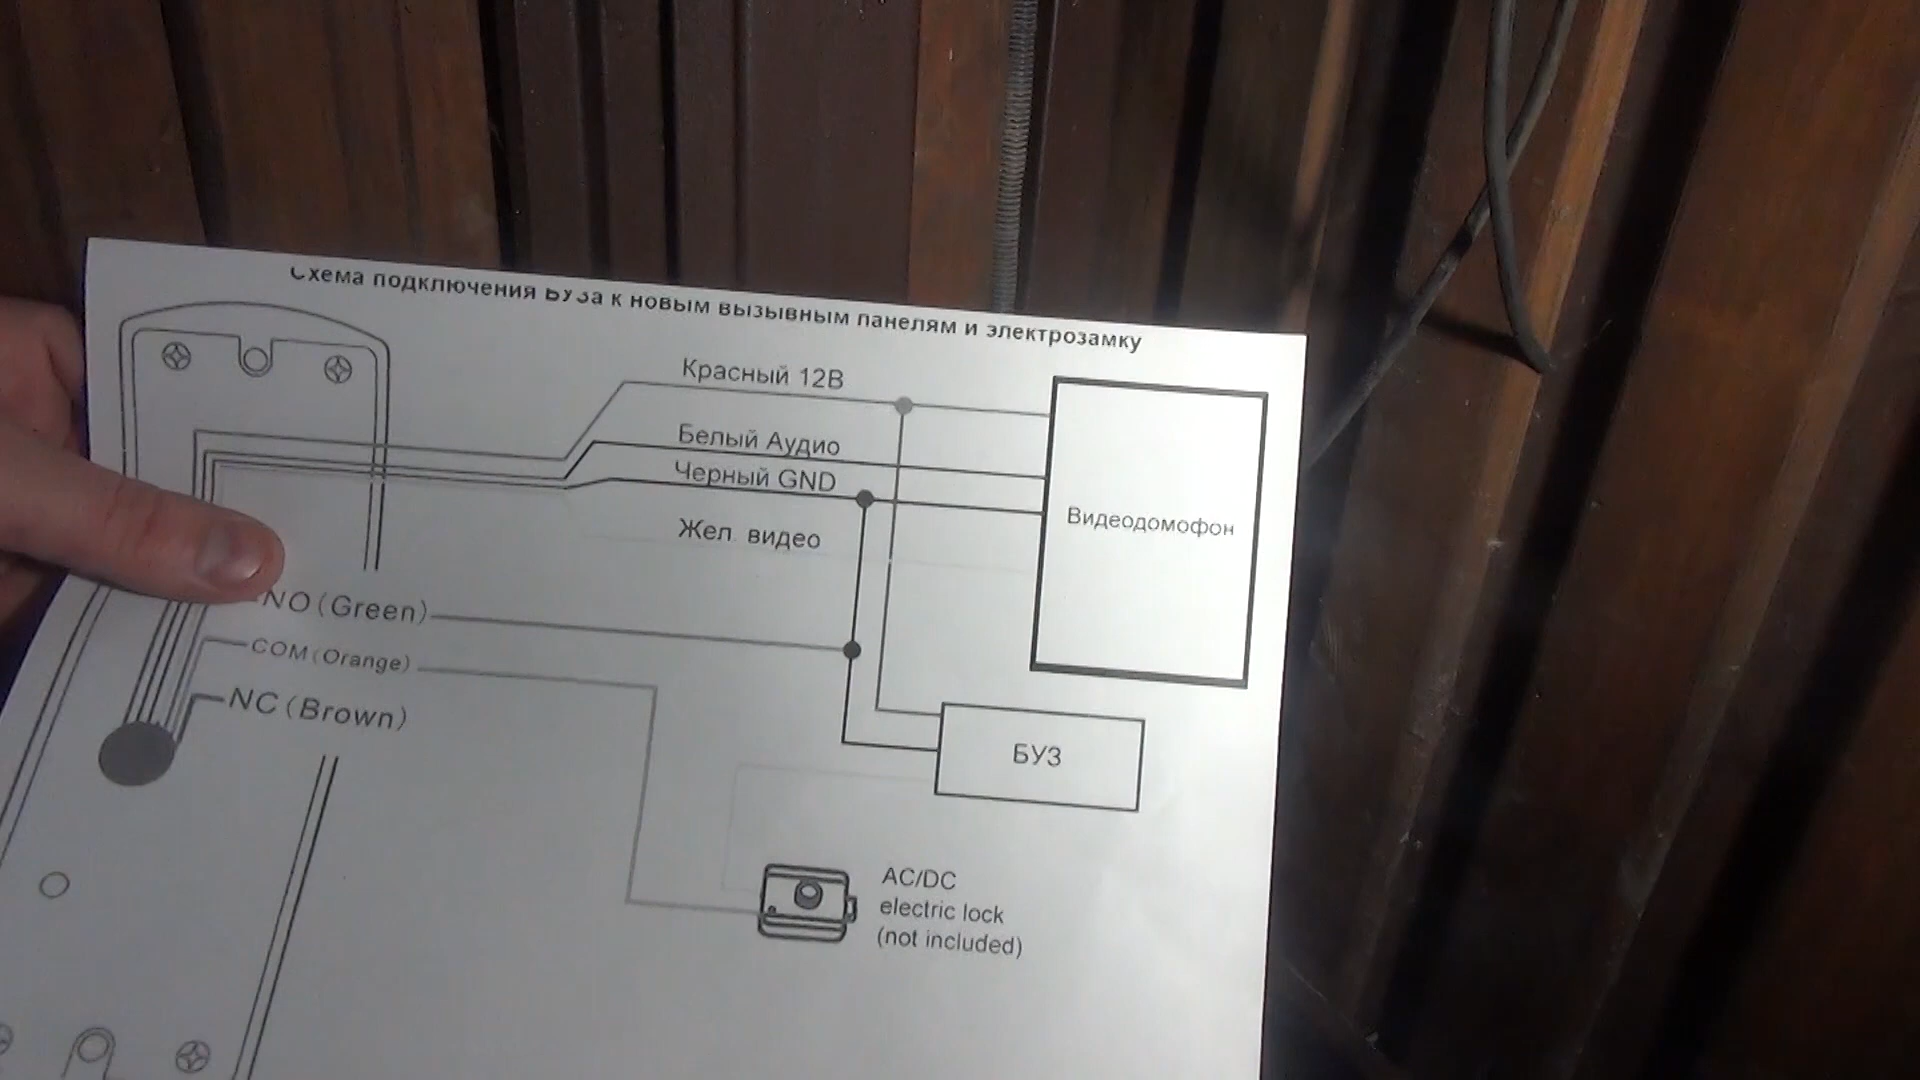 Схема подключения БУЗа к новым вызывным панелям и электрозамку
Красный 12В
Белый Аудио
Черный GND
Жел. видео
Видеодомофон
NO (Green)
COM (Orange)
NC (Brown)
БУЗ
AC/DC
electric lock
(not included)